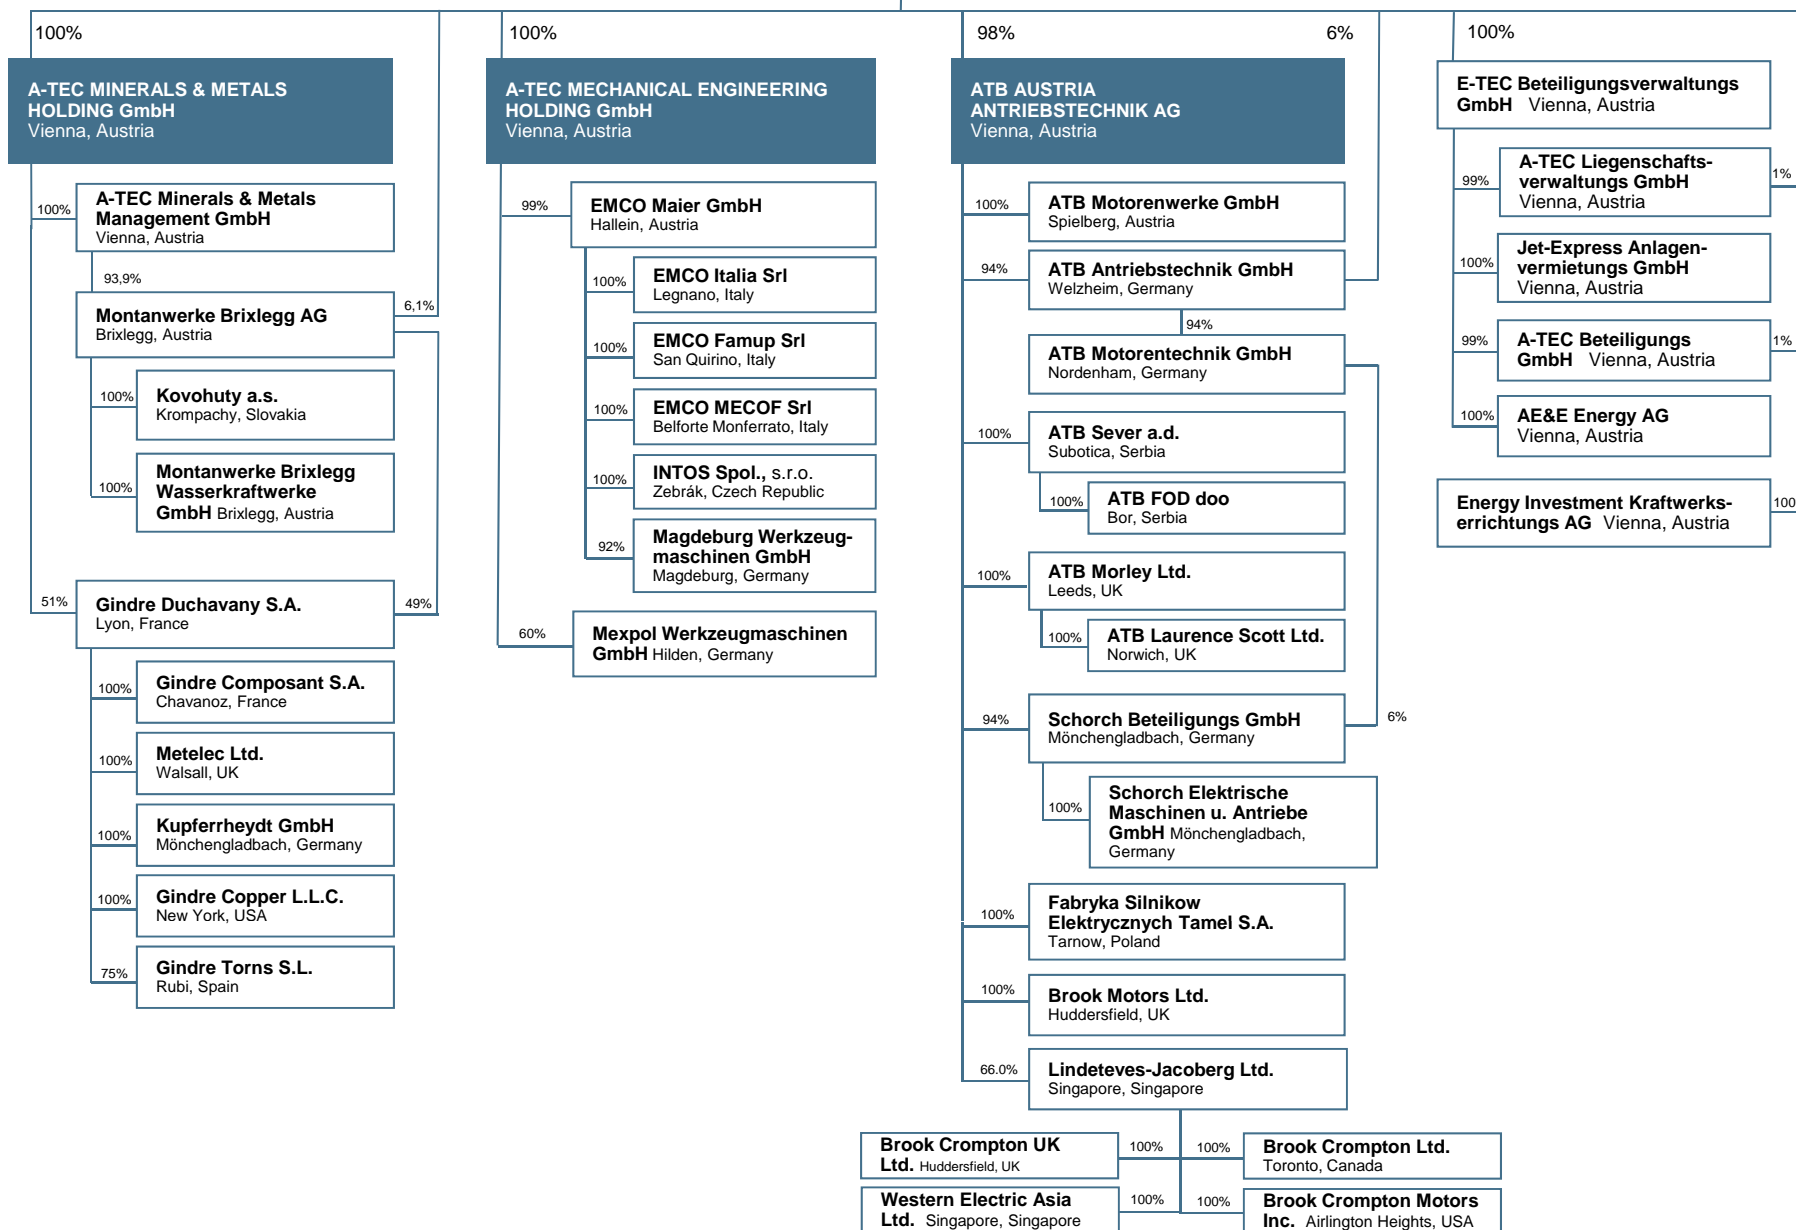 100%
A-TEC MINERALS & METALS
HOLDING GmbH
Vienna, Austria
100%
A-TEC Minerals & Metals
Management GmbH
Vienna, Austria
93,9%
Montanwerke Brixlegg AG
Brixlegg, Austria
6,1%
100%
Kovohuty a.s.
Krompachy, Slovakia
100%
Montanwerke Brixlegg
Wasserkraftwerke
GmbH Brixlegg, Austria
51%
Gindre Duchavany S.A.
Lyon, France
49%
100%
Gindre Composant S.A.
Chavanoz, France
100%
Metelec Ltd.
Walsall, UK
100%
Kupferrheydt GmbH
Mönchengladbach, Germany
100%
Gindre Copper L.L.C.
New York, USA
75%
Gindre Torns S.L.
Rubi, Spain
100%
A-TEC MECHANICAL ENGINEERING
HOLDING GmbH
Vienna, Austria
99%
EMCO Maier GmbH
Hallein, Austria
100%
EMCO Italia Srl
Legnano, Italy
100%
EMCO Famup Srl
San Quirino, Italy
100%
EMCO MECOF Srl
Belforte Monferrato, Italy
100%
INTOS Spol., s.r.o.
Zebrák, Czech Republic
92%
Magdeburg Werkzeug-
maschinen GmbH
Magdeburg, Germany
60%
Mexpol Werkzeugmaschinen
GmbH Hilden, Germany
98%
6%
ATB AUSTRIA
ANTRIEBSTECHNIK AG
Vienna, Austria
100%
ATB Motorenwerke GmbH
Spielberg, Austria
94%
ATB Antriebstechnik GmbH
Welzheim, Germany
94%
ATB Motorentechnik GmbH
Nordenham, Germany
100%
ATB Sever a.d.
Subotica, Serbia
100%
ATB FOD doo
Bor, Serbia
100%
ATB Morley Ltd.
Leeds, UK
100%
ATB Laurence Scott Ltd.
Norwich, UK
94%
Schorch Beteiligungs GmbH
Mönchengladbach, Germany
6%
100%
Schorch Elektrische
Maschinen u. Antriebe
GmbH Mönchengladbach,
Germany
100%
Fabryka Silnikow
Elektrycznych Tamel S.A.
Tarnow, Poland
100%
Brook Motors Ltd.
Huddersfield, UK
66.0%
Lindeteves-Jacoberg Ltd.
Singapore, Singapore
Brook Crompton UK
Ltd. Huddersfield, UK
100%
100%
Brook Crompton Ltd.
Toronto, Canada
Western Electric Asia
Ltd. Singapore, Singapore
100%
100%
Brook Crompton Motors
Inc. Airlington Heights, USA
100%
E-TEC Beteiligungsverwaltungs
GmbH Vienna, Austria
99%
A-TEC Liegenschafts-
verwaltungs GmbH
Vienna, Austria
1%
100%
Jet-Express Anlagen-
vermietungs GmbH
Vienna, Austria
99%
A-TEC Beteiligungs
GmbH Vienna, Austria
1%
100%
AE&E Energy AG
Vienna, Austria
Energy Investment Kraftwerks-
errichtungs AG Vienna, Austria
100